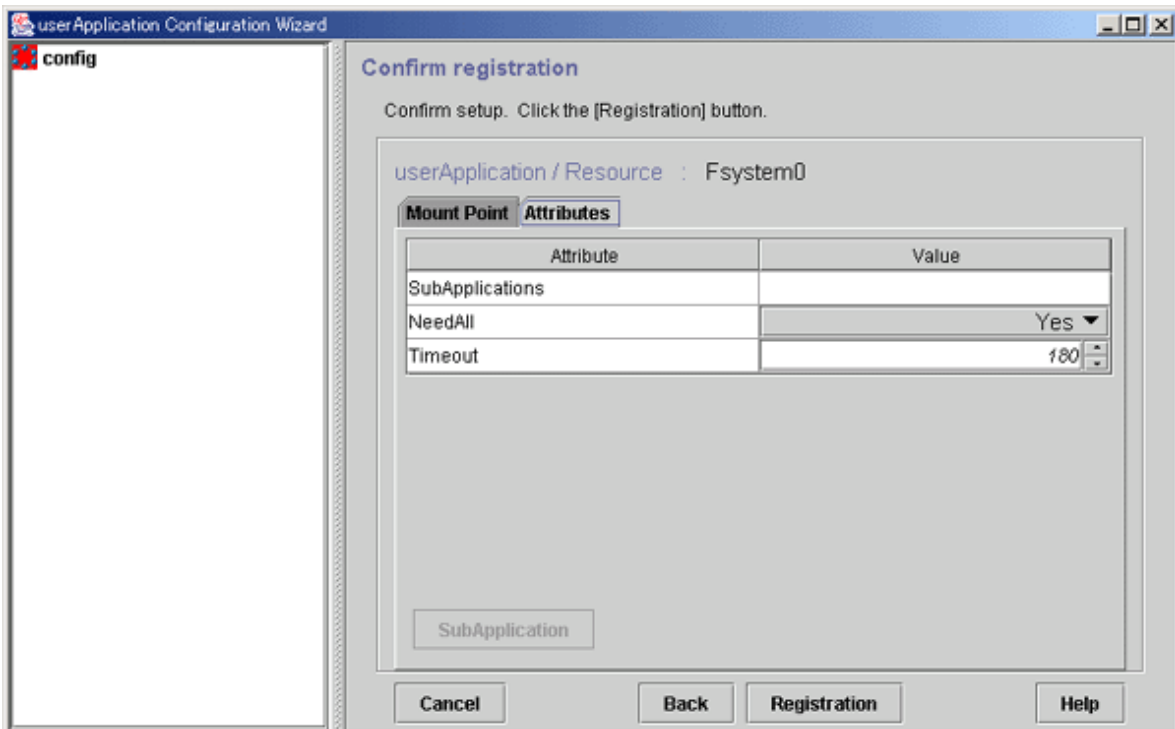 userApplication Configuration Wizard
config
Confirm registration
Confirm setup.  Click the [Registration] button.
userApplication / Resource : Fsystem0
Mount Point Attributes
Attribute Value
SubApplications
NeedAll Yes
Timeout 180
SubApplication
Cancel Back Registration Help